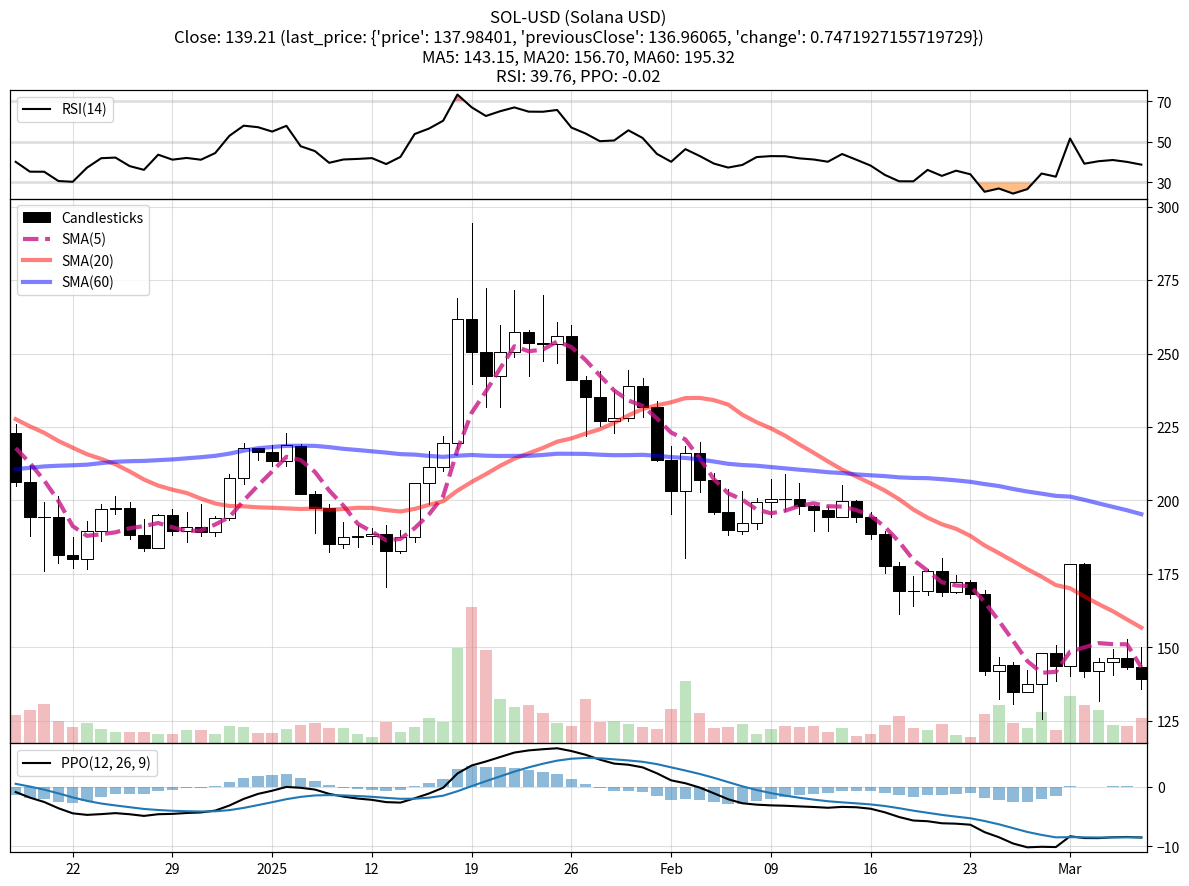 SOL-USD (Solana USD)
Close: 139.21 (last_price: {'price': 137.98401, 'previousClose': 136.96065, 'change': 0.7471927155719729})
MA5: 143.15, MA20: 156.70, MA60: 195.32
RSI: 39.76, PPO: -0.02
RSI(14)
70
50
30
Candlesticks
SMA(5)
SMA(20)
SMA(60)
300
275
250
225
200
175
150
125
PPO(12, 26, 9)
0
−10
22 29 2025 12 19 26 Feb 09 16 23 Mar